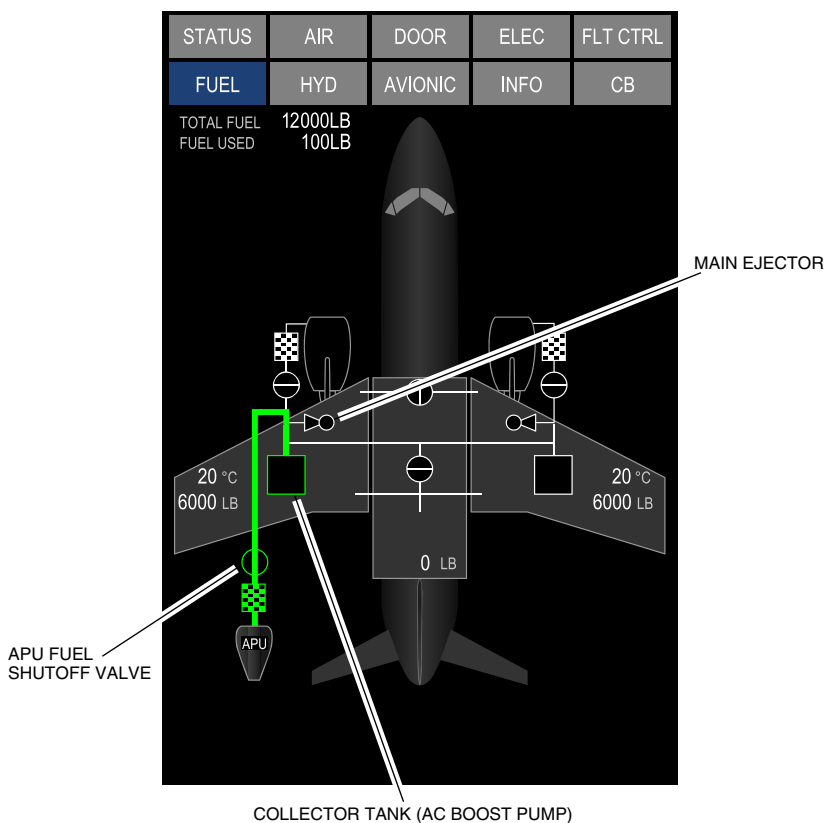 STATUS AIR DOOR ELEC FLT CTRL
FUEL HYD AVIONIC INFO CB
TOTAL FUEL 12000LB
FUEL USED 100LB
MAIN EJECTOR
20 °C 20 °C
6000 LB 6000 LB
0 LB
APU
APU FUEL
SHUTOFF VALVE
COLLECTOR TANK (AC BOOST PUMP)